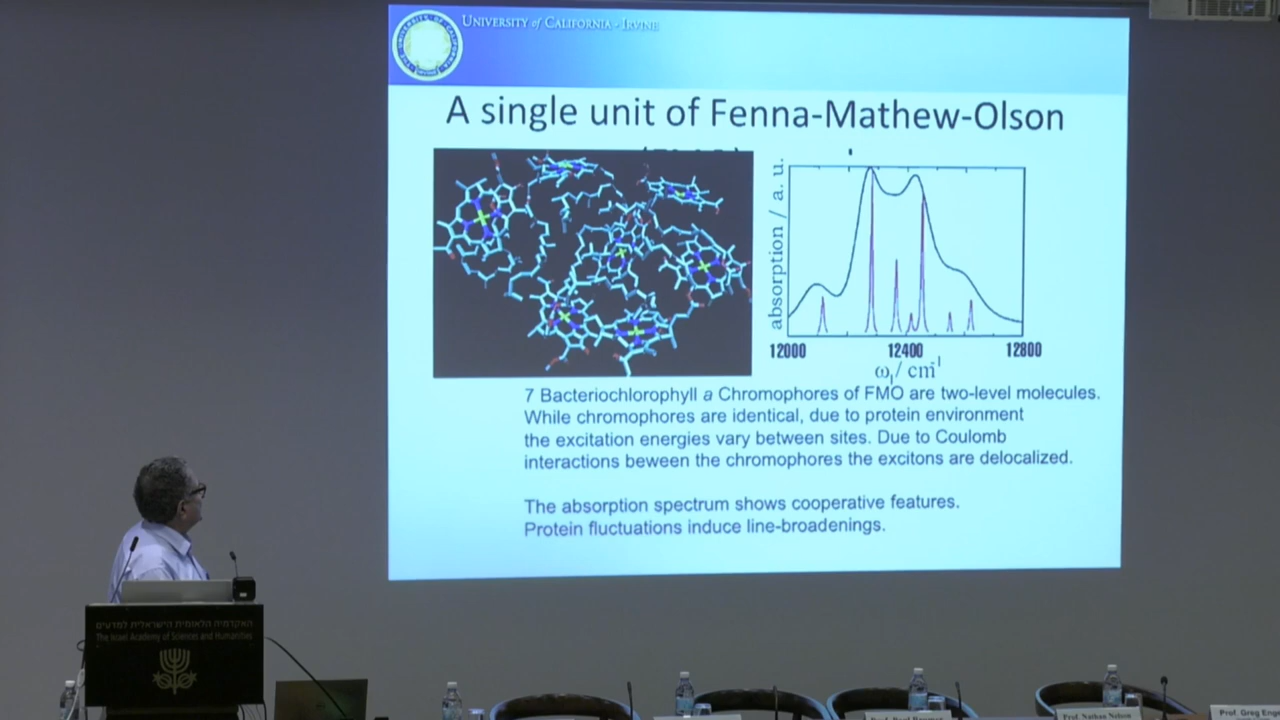 UNIVERSITY of CALIFORNIA - IRVINE
A single unit of Fenna-Mathew-Olson
absorption / a. u.
12000 12400 12800
ω₁/ cm⁻¹
7 Bacteriochlorophyll a Chromophores of FMO are two-level molecules.
While chromophores are identical, due to protein environment
the excitation energies vary between sites. Due to Coulomb
interactions beween the chromophores the excitons are delocalized.
The absorption spectrum shows cooperative features.
Protein fluctuations induce line-broadenings.
האקדמיה הלאומית הישראלית למדעים
The Israel Academy of Sciences and Humanities
Prof. Nathan Nelson
Prof. Greg